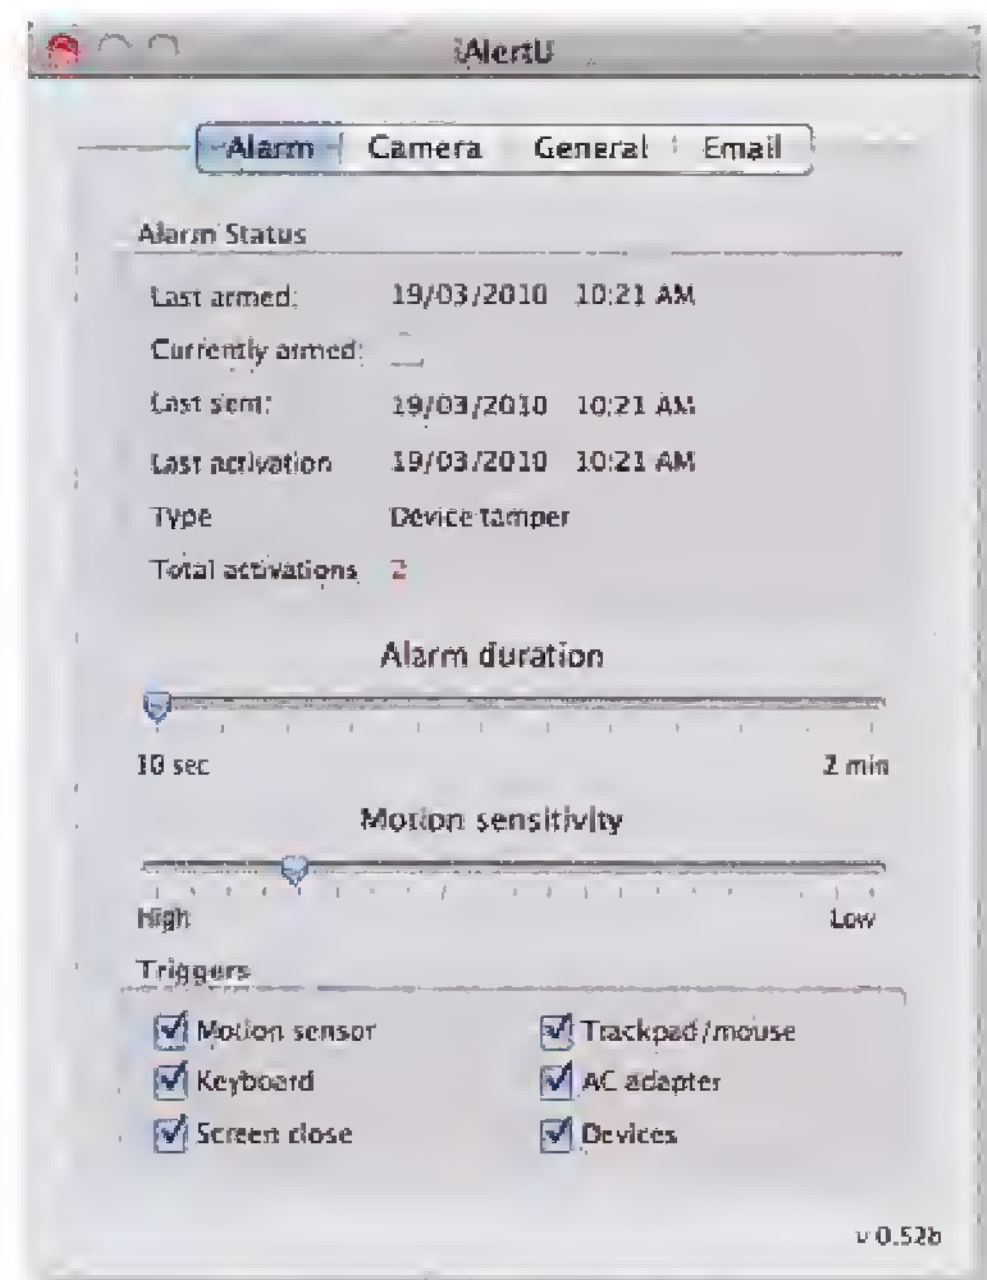 iAlertU
Alarm Camera General Email
Alarm Status
Last armed: 19/03/2010 10:21 AM
Currently armed:
Last sent: 19/03/2010 10:21 AM
Last activation 19/03/2010 10:21 AM
Type Device tamper
Total activations 2
Alarm duration
10 sec 2 min
Motion sensitivity
High Low
Triggers
Motion sensor Trackpad/mouse
Keyboard AC adapter
Screen close Devices
v 0.52b